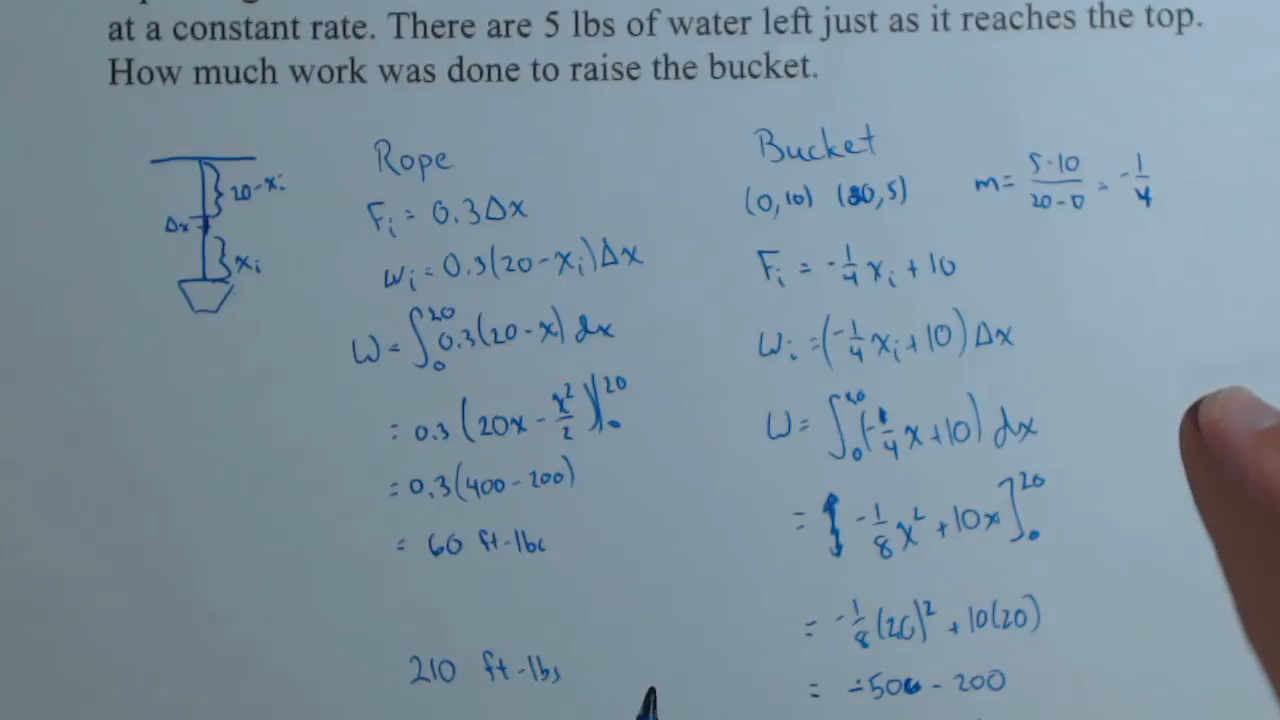 at a constant rate. There are 5 lbs of water left just as it reaches the top.
How much work was done to raise the bucket.
20-xᵢ
Δx
xᵢ
Rope
Fᵢ = 0.3Δx
wᵢ = 0.3(20-xᵢ)Δx
W = ∫₀²⁰ 0.3(20-x) dx
= 0.3 (20x - x²/2)|₀²⁰
= 0.3(400-200)
= 60 ft-lbs
210 ft-lbs
Bucket
(0,10) (20,5)
m = 5·10/20-0 = -1/4
Fᵢ = -1/4 xᵢ + 10
Wᵢ = (-1/4 xᵢ + 10) Δx
W = ∫₀²⁰ (-1/4 x + 10) dx
= [-1/8 x² + 10x]₀²⁰
= -1/8 (20)² + 10(20)
= - 200